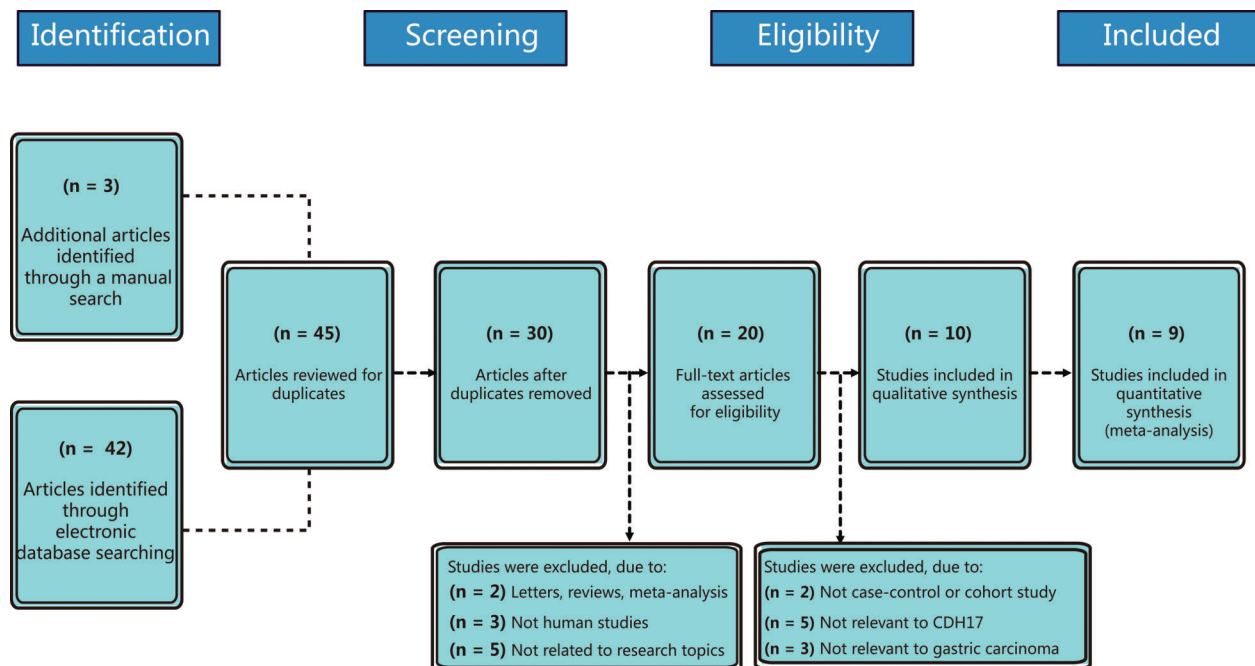 Identification
Screening
Eligibility
Included
(n = 3)
Additional articles
identified
through a manual
search
(n = 42)
Articles identified
through
electronic
database searching
(n = 45)
Articles reviewed for
duplicates
(n = 30)
Articles after
duplicates removed
(n = 20)
Full-text articles
assessed
for eligibility
(n = 10)
Studies included in
qualitative synthesis
(n = 9)
Studies included in
quantitative
synthesis
(meta-analysis)
Studies were excluded, due to:
(n = 2) Letters, reviews, meta-analysis
(n = 3) Not human studies
(n = 5) Not related to research topics
Studies were excluded, due to:
(n = 2) Not case-control or cohort study
(n = 5) Not relevant to CDH17
(n = 3) Not relevant to gastric carcinoma